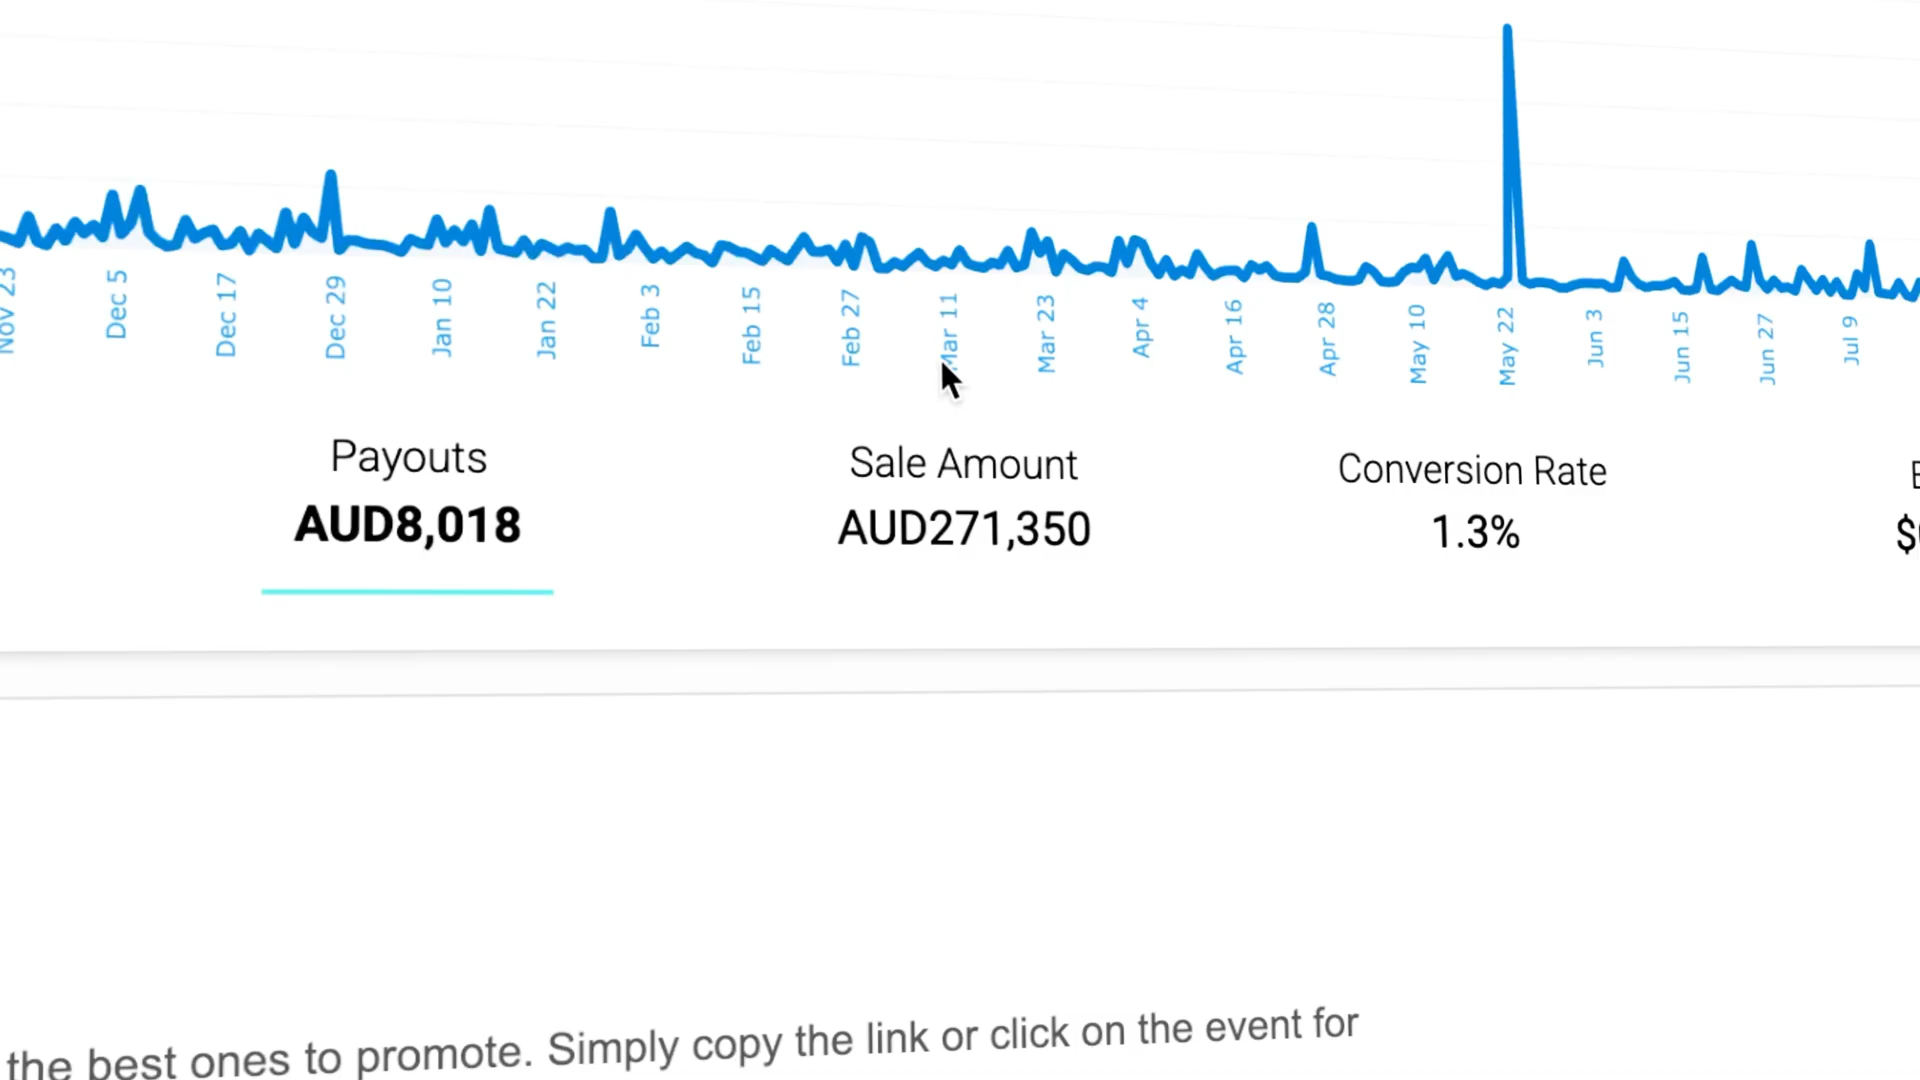 Nov 23
Dec 5
Dec 17
Dec 29
Jan 10
Jan 22
Feb 3
Feb 15
Feb 27
Mar 11
Mar 23
Apr 4
Apr 16
Apr 28
May 10
May 22
Jun 3
Jun 15
Jun 27
Jul 9
Payouts
AUD8,018
Sale Amount
AUD271,350
Conversion Rate
1.3%
the best ones to promote. Simply copy the link or click on the event for